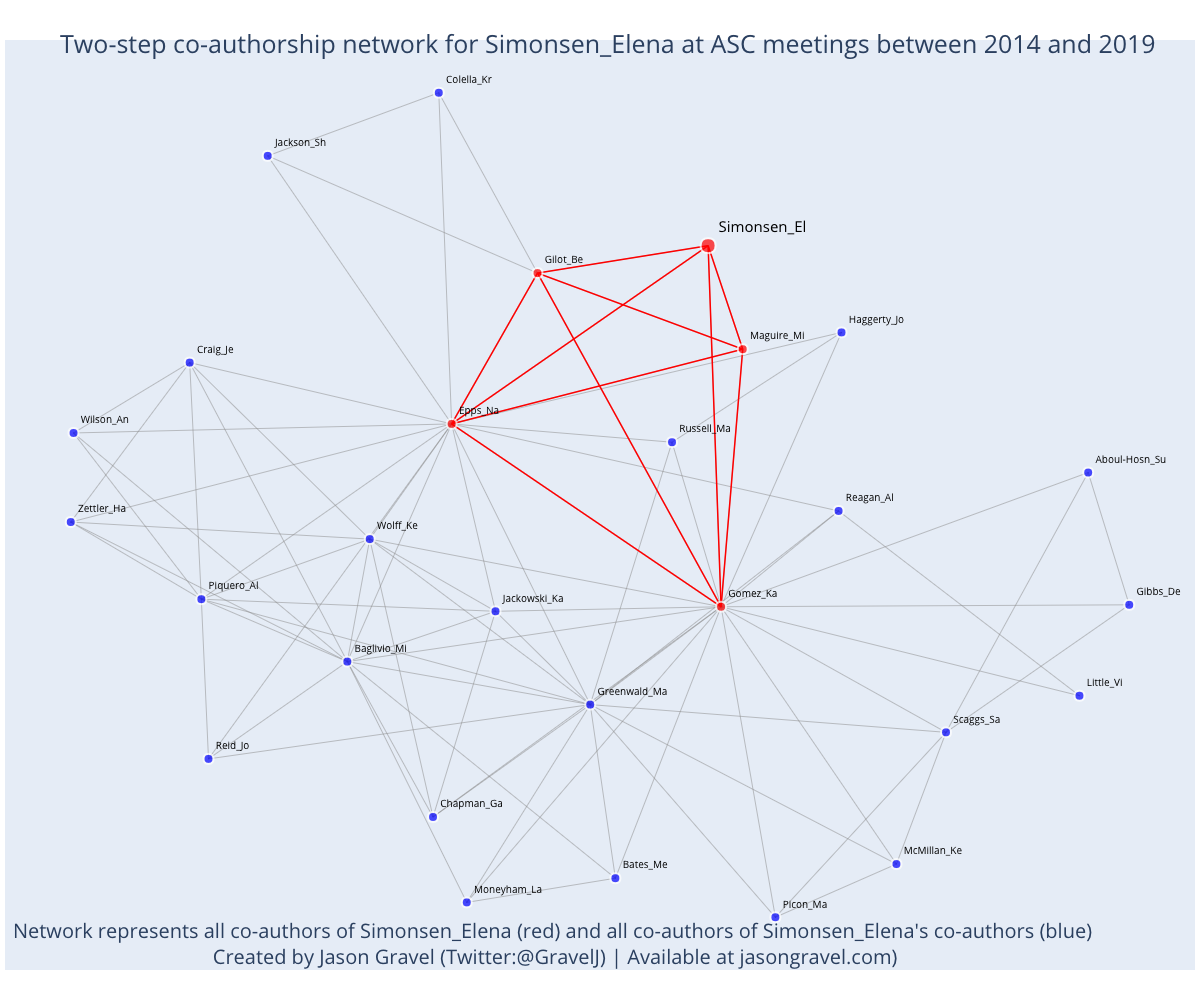 Two-step co-authorship network for Simonsen_Elena at ASC meetings between 2014 and 2019
Colella_Kr
Jackson_Sh
Simonsen_El
Gilot_Be
Haggerty_Jo
Maguire_Mi
Craig_Je
Epps_Na
Wilson_An
Russell_Ma
Aboul-Hosn_Su
Reagan_Al
Zettler_Ha
Wolff_Ke
Piquero_Al
Gibbs_De
Gomez_Ka
Jackowski_Ka
Baglivio_Mi
Little_Vi
Greenwald_Ma
Scaggs_Sa
Reid_Jo
Chapman_Ga
McMillan_Ke
Bates_Me
Moneyham_La
Picon_Ma
Network represents all co-authors of Simonsen_Elena (red) and all co-authors of Simonsen_Elena's co-authors (blue)
Created by Jason Gravel (Twitter:@GravelJ) | Available at jasongravel.com)